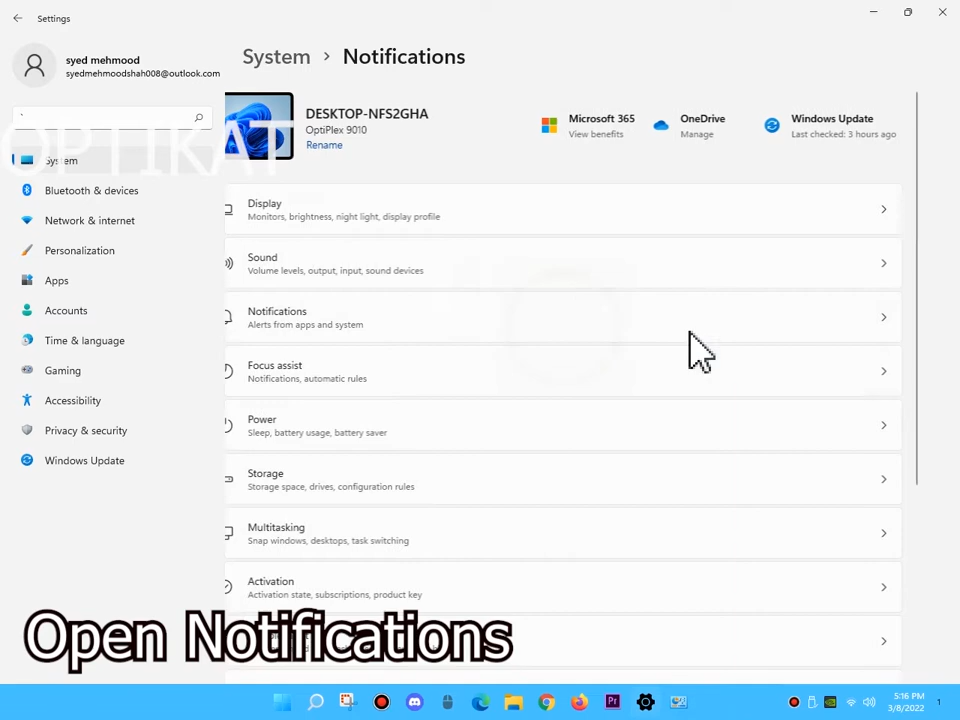 Settings
syed mehmood
syedmehmoodshah008@outlook.com
System > Notifications
DESKTOP-NFS2GHA
OptiPlex 9010
Rename
Microsoft 365
View benefits
OneDrive
Manage
Windows Update
Last checked: 3 hours ago
OPTIKAT
System
Bluetooth & devices
Network & internet
Personalization
Apps
Accounts
Time & language
Gaming
Accessibility
Privacy & security
Windows Update
Display
Monitors, brightness, night light, display profile
Sound
Volume levels, output, input, sound devices
Notifications
Alerts from apps and system
Focus assist
Notifications, automatic rules
Power
Sleep, battery usage, battery saver
Storage
Storage space, drives, configuration rules
Multitasking
Snap windows, desktops, task switching
Activation
Activation state, subscriptions, product key
Open Notifications
Pr
5:16 PM
3/8/2022
1